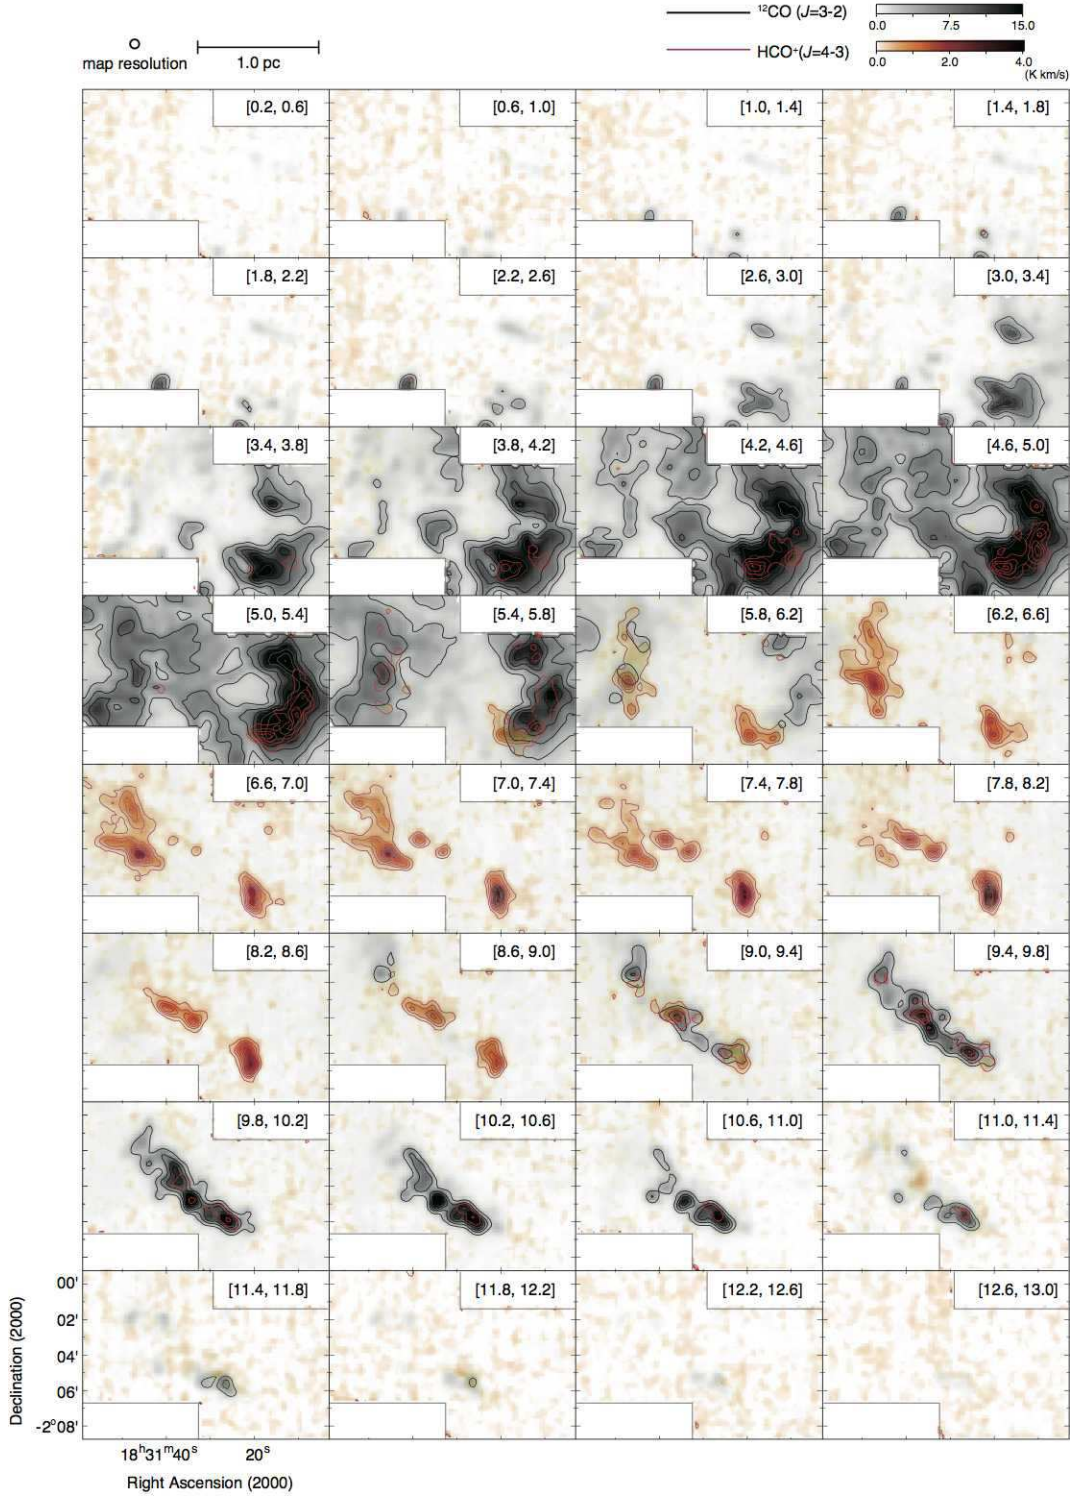 ¹²CO (J=3-2)
0.0 7.5 15.0
map resolution
1.0 pc
HCO⁺(J=4-3)
0.0 2.0 4.0
(K km/s)
[0.2, 0.6] [0.6, 1.0] [1.0, 1.4] [1.4, 1.8]
[1.8, 2.2] [2.2, 2.6] [2.6, 3.0] [3.0, 3.4]
[3.4, 3.8] [3.8, 4.2] [4.2, 4.6] [4.6, 5.0]
[5.0, 5.4] [5.4, 5.8] [5.8, 6.2] [6.2, 6.6]
[6.6, 7.0] [7.0, 7.4] [7.4, 7.8] [7.8, 8.2]
[8.2, 8.6] [8.6, 9.0] [9.0, 9.4] [9.4, 9.8]
[9.8, 10.2] [10.2, 10.6] [10.6, 11.0] [11.0, 11.4]
[11.4, 11.8] [11.8, 12.2] [12.2, 12.6] [12.6, 13.0]
00'
02'
04'
06'
-2°08'
Declination (2000)
18ʰ31ᵐ40ˢ 20ˢ
Right Ascension (2000)